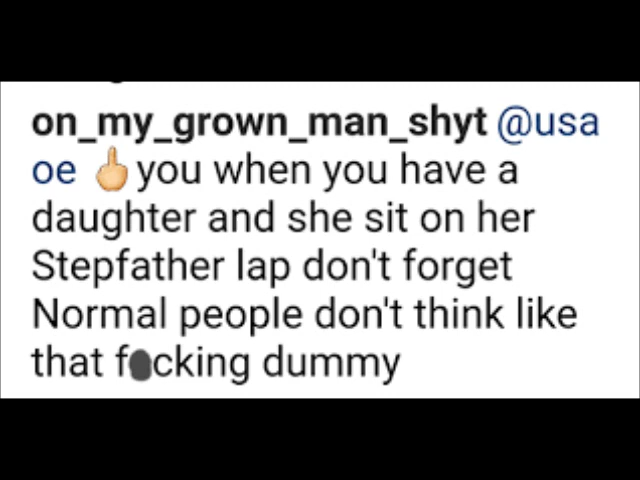 on_my_grown_man_shyt @usa
oe 🖕🏼you when you have a
daughter and she sit on her
Stepfather lap don't forget
Normal people don't think like
that f●cking dummy